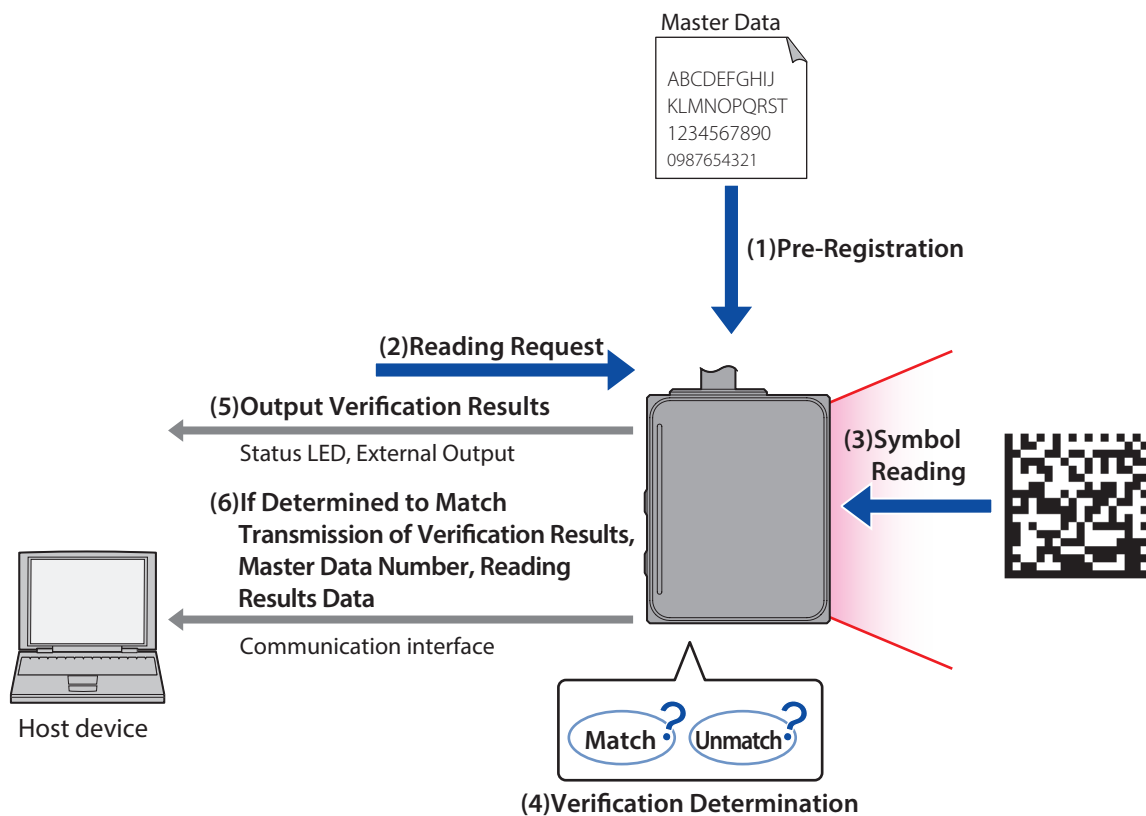 Master Data
ABCDEFGHIJ
KLMNOPQRST
1234567890
0987654321
(1)Pre-Registration
(2)Reading Request
(5)Output Verification Results
Status LED, External Output
(3)Symbol
Reading
(6)If Determined to Match
Transmission of Verification Results,
Master Data Number, Reading
Results Data
Communication interface
Host device
Match?
Unmatch?
(4)Verification Determination